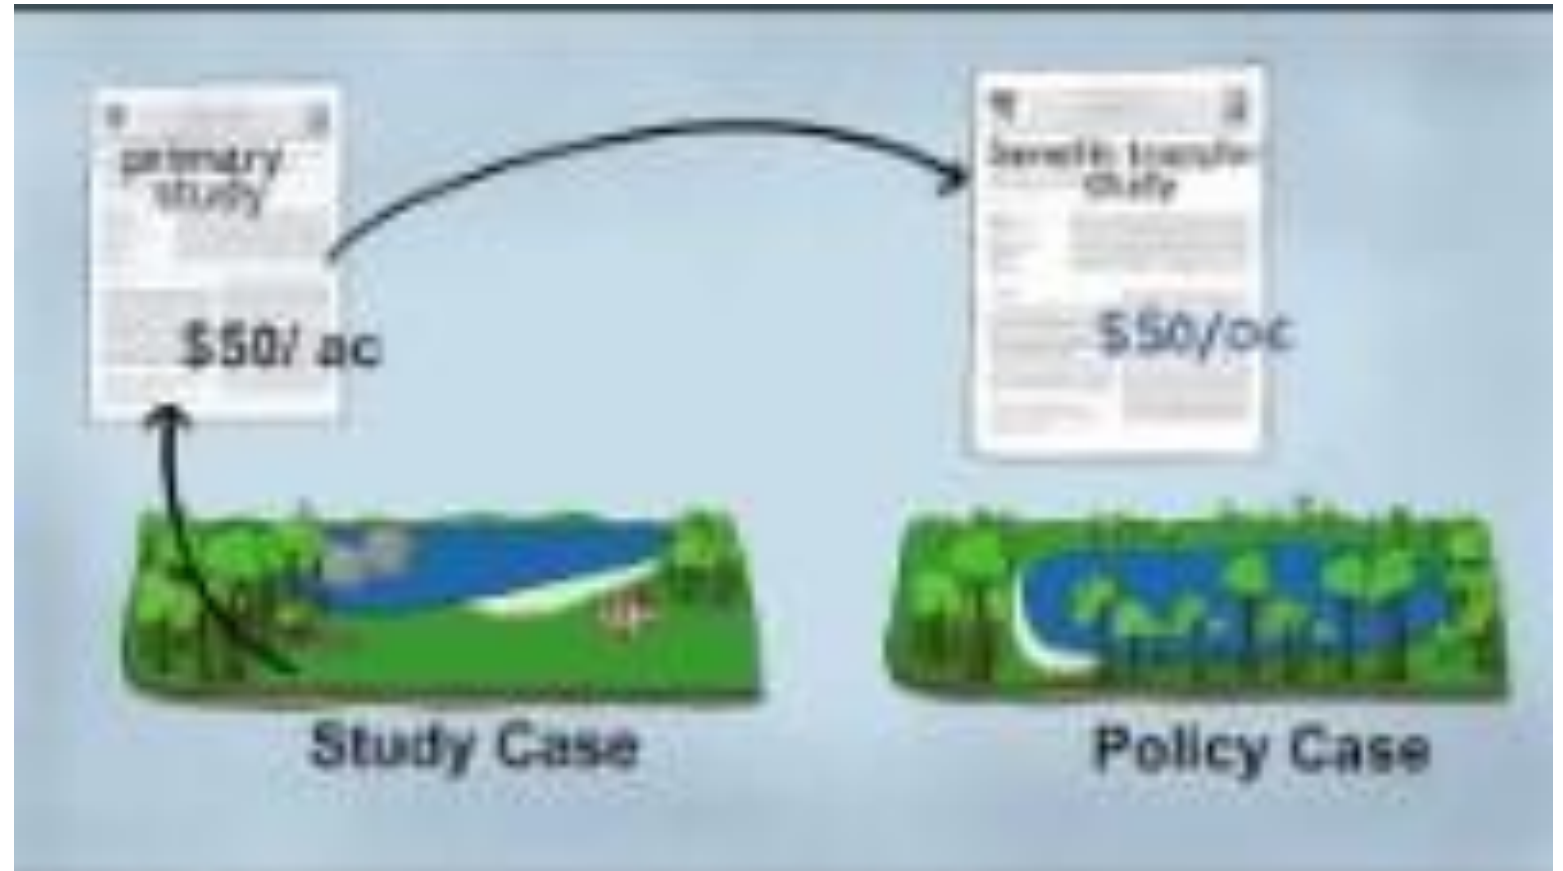 primary
study
$50/ ac
benefit transfer
study
$50/ac
Study Case
Policy Case